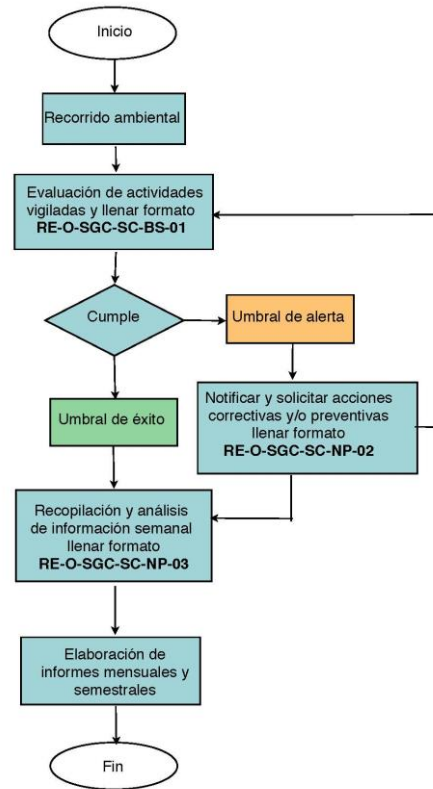 Inicio
Recorrido ambiental
Evaluación de actividades
vigiladas y llenar formato
RE-O-SGC-SC-BS-01
Cumple
Umbral de alerta
Umbral de éxito
Notificar y solicitar acciones
correctivas y/o preventivas
llenar formato
RE-O-SGC-SC-NP-02
Recopilación y análisis
de información semanal
llenar formato
RE-O-SGC-SC-NP-03
Elaboración de
informes mensuales y
semestrales
Fin